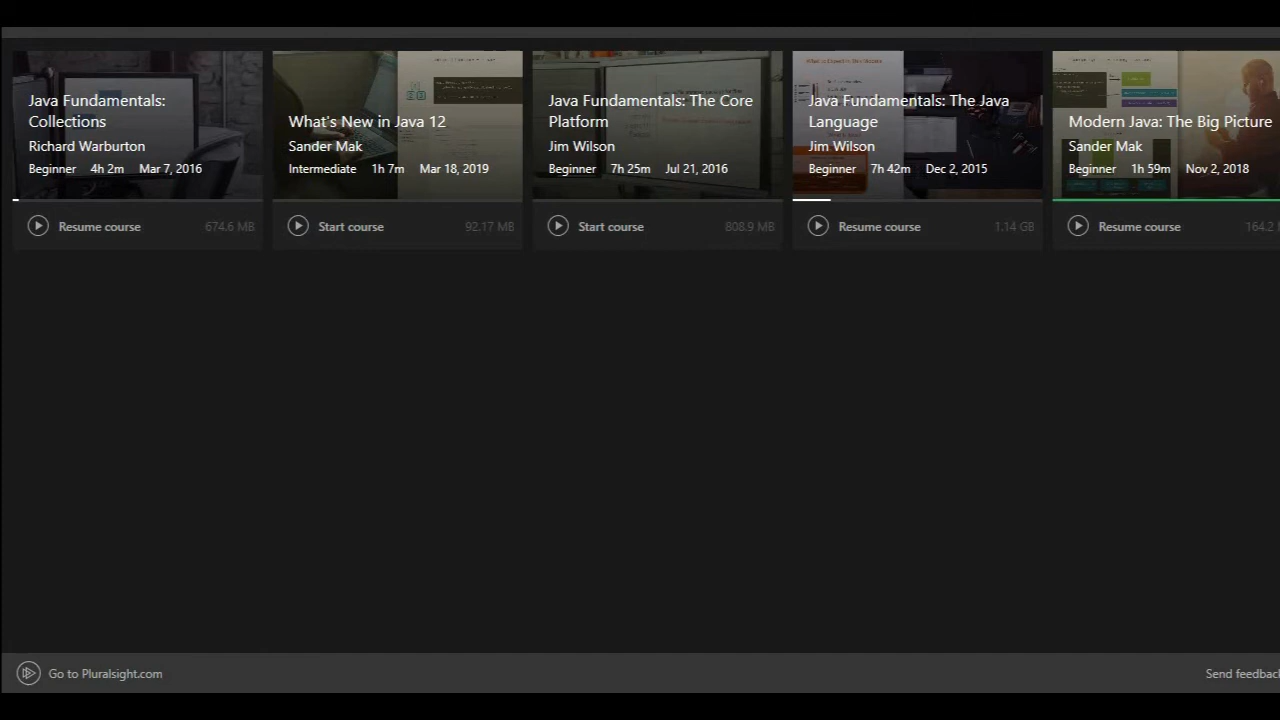 Java Fundamentals:
Collections
Richard Warburton
Beginner 4h 2m Mar 7, 2016
Resume course 674.6 MB
What's New in Java 12
Sander Mak
Intermediate 1h 7m Mar 18, 2019
Start course 92.17 MB
Java Fundamentals: The Core
Platform
Jim Wilson
Beginner 7h 25m Jul 21, 2016
Start course 808.9 MB
Java Fundamentals: The Java
Language
Jim Wilson
Beginner 7h 42m Dec 2, 2015
Resume course 1.14 GB
Modern Java: The Big Picture
Sander Mak
Beginner 1h 59m Nov 2, 2018
Resume course 164.2
Go to Pluralsight.com
Send feedback